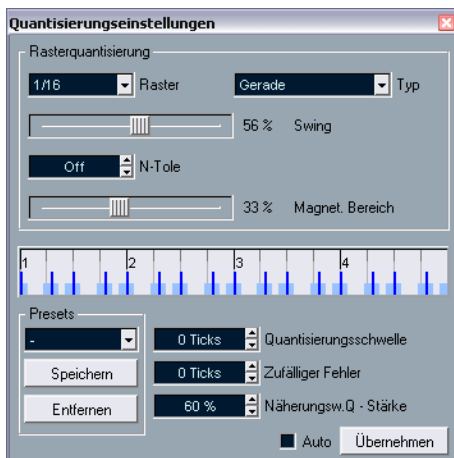 Quantisierungseinstellungen
Rasterquantisierung
1/16 Raster Gerade Typ
56 % Swing
Off N-Tole
33 % Magnet. Bereich
1 2 3 4
Presets
- 0 Ticks Quantisierungsschwelle
Speichern 0 Ticks Zufälliger Fehler
Entfernen 60 % Näherungsw.Q - Stärke
Auto Übernehmen